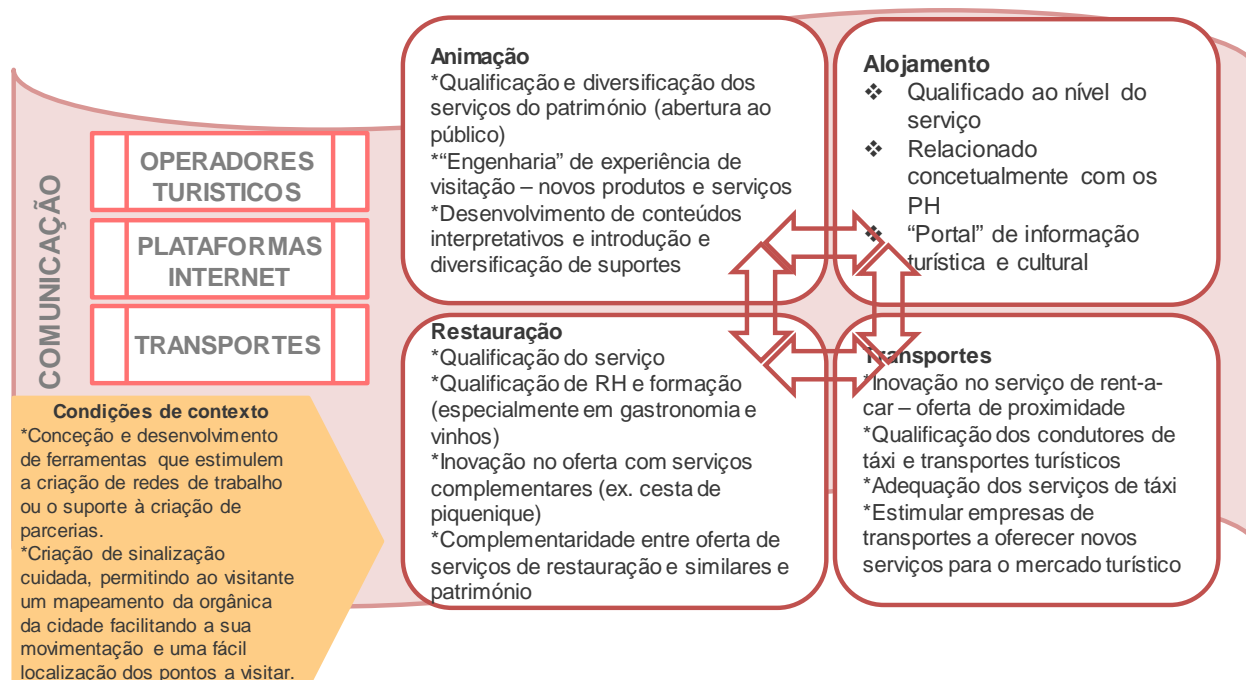 COMUNICAÇÃO
OPERADORES
TURISTICOS
PLATAFORMAS
INTERNET
TRANSPORTES
Condições de contexto
*Conceção e desenvolvimento
de ferramentas que estimulem
a criação de redes de trabalho
ou o suporte à criação de
parcerias.
*Criação de sinalização
cuidada, permitindo ao visitante
um mapeamento da orgânica
da cidade facilitando a sua
movimentação e uma fácil
localização dos pontos a visitar.
Animação
*Qualificação e diversificação dos
serviços do património (abertura ao
público)
*“Engenharia” de experiência de
visitação – novos produtos e serviços
*Desenvolvimento de conteúdos
interpretativos e introdução e
diversificação de suportes
Alojamento
❖ Qualificado ao nível do
serviço
❖ Relacionado
concetualmente com os
PH
❖ “Portal” de informação
turística e cultural
Restauração
*Qualificação do serviço
*Qualificação de RH e formação
(especialmente em gastronomia e
vinhos)
*Inovação no oferta com serviços
complementares (ex. cesta de
piquenique)
*Complementaridade entre oferta de
serviços de restauração e similares e
património
Transportes
*Inovação no serviço de rent-a-
car – oferta de proximidade
*Qualificação dos condutores de
táxi e transportes turísticos
*Adequação dos serviços de táxi
*Estimular empresas de
transportes a oferecer novos
serviços para o mercado turístico